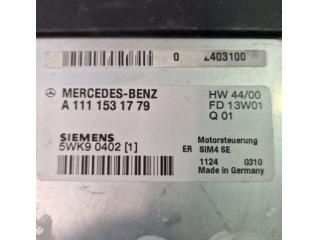 0 2403100
MERCEDES-BENZ HW 44/00
A 111 153 17 79 FD 13W01
Q 01
SIEMENS Motorsteuerung
5WK9 0402 [1] ER SIM4 SE
1124 0310
Made in Germany